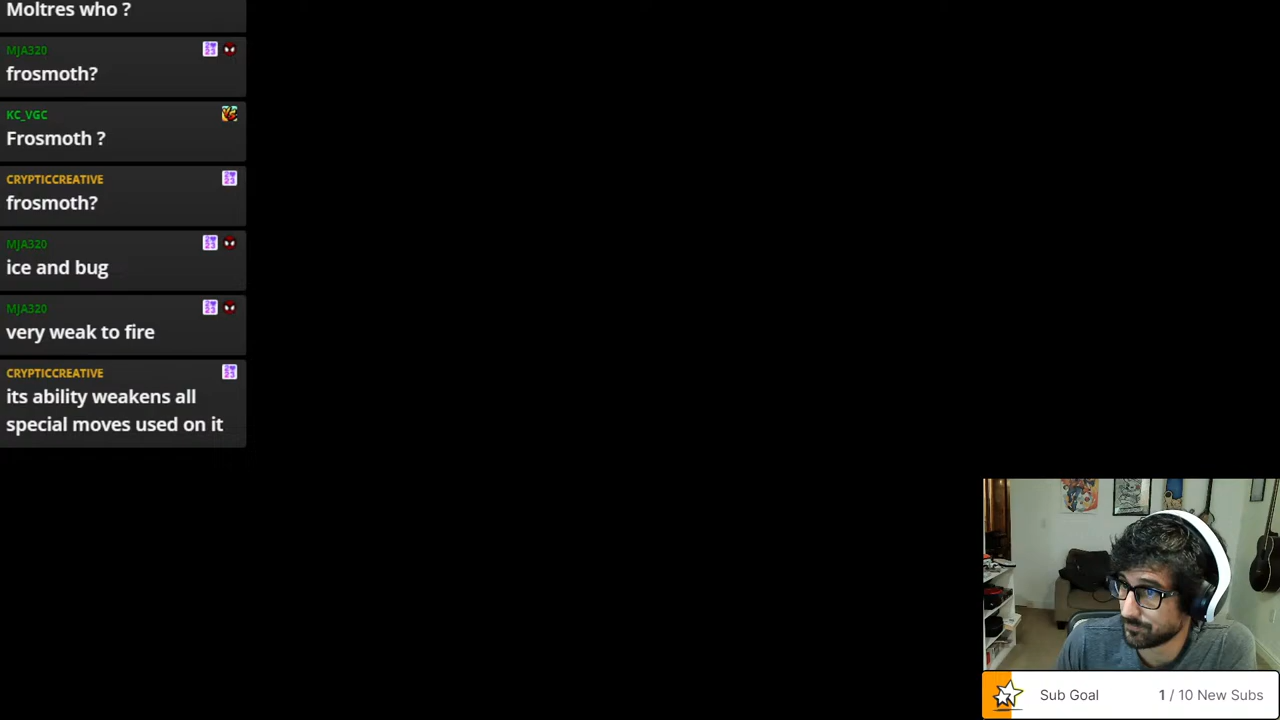 Moltres who ?
MJA320
frosmoth?
KC_VGC
Frosmoth ?
CRYPTICCREATIVE
frosmoth?
MJA320
ice and bug
MJA320
very weak to fire
CRYPTICCREATIVE
its ability weakens all
special moves used on it
Sub Goal 1 / 10 New Subs